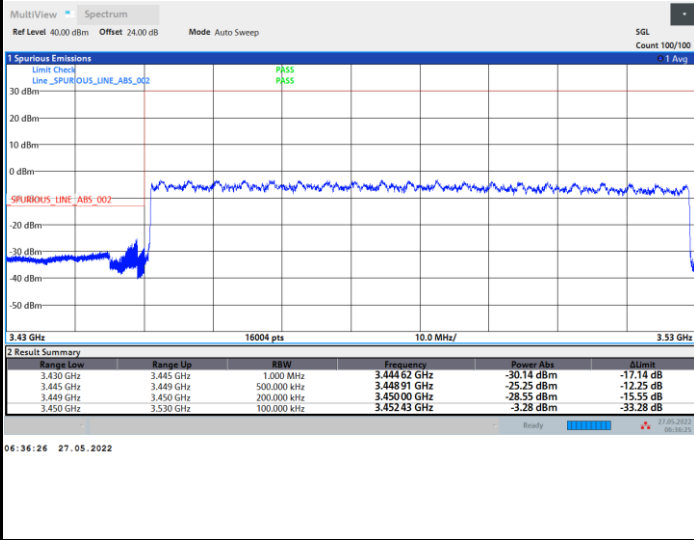 MultiView Spectrum
Ref Level 40.00 dBm Offset 24.00 dB Mode Auto Sweep SGL
Count 100/100
1 Spurious Emissions 1 Avg
Limit Check PASS
Line _SPURIOUS_LINE_ABS_002 PASS
30 dBm
20 dBm
10 dBm
0 dBm
_SPURIOUS_LINE_ABS_002
-20 dBm
-30 dBm
-40 dBm
-50 dBm
3.43 GHz 16004 pts 10.0 MHz/ 3.53 GHz
2 Result Summary
Range Low Range Up RBW Frequency Power Abs ΔLimit
3.430 GHz 3.445 GHz 1.000 MHz 3.44462 GHz -30.14 dBm -17.14 dB
3.445 GHz 3.449 GHz 500.000 kHz 3.44891 GHz -25.25 dBm -12.25 dB
3.449 GHz 3.450 GHz 200.000 kHz 3.45000 GHz -28.55 dBm -15.55 dB
3.450 GHz 3.530 GHz 100.000 kHz 3.45243 GHz -3.28 dBm -33.28 dB
Ready 27.05.2022
06:36:25
06:36:26 27.05.2022